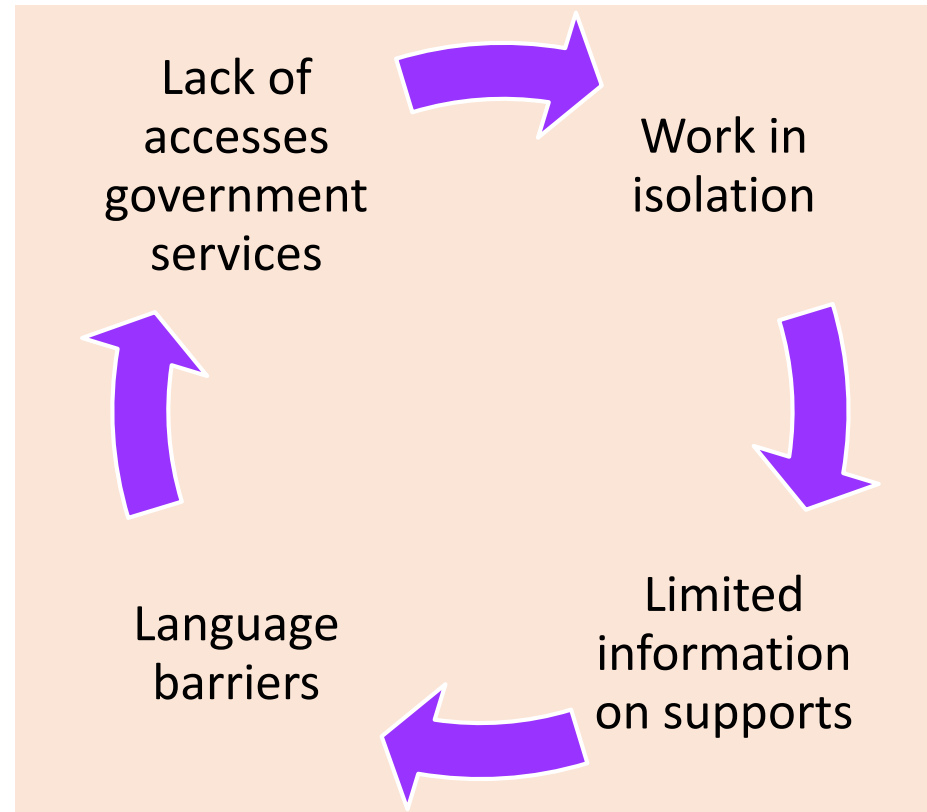 Lack of
accesses
government
services
Work in
isolation
Limited
information
on supports
Language
barriers